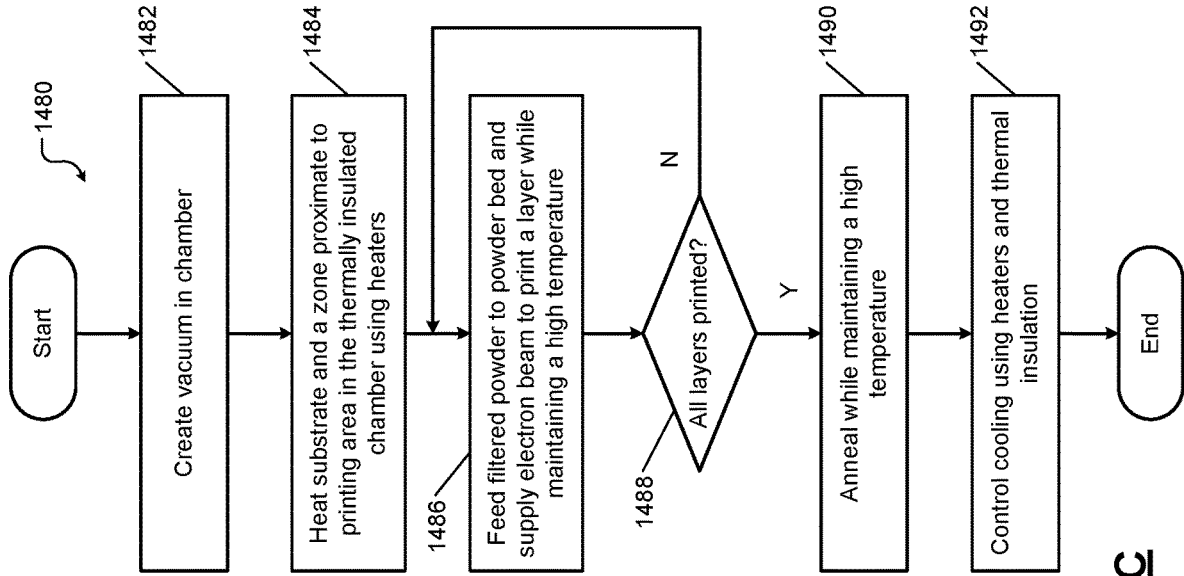 1480
Start
1482
Create vacuum in chamber
1484
Heat substrate and a zone proximate to
printing area in the thermally insulated
chamber using heaters
1486
Feed filtered powder to powder bed and
supply electron beam to print a layer while
maintaining a high temperature
1488
All layers printed?
N
Y
1490
Anneal while maintaining a high
temperature
1492
Control cooling using heaters and thermal
insulation
End
C